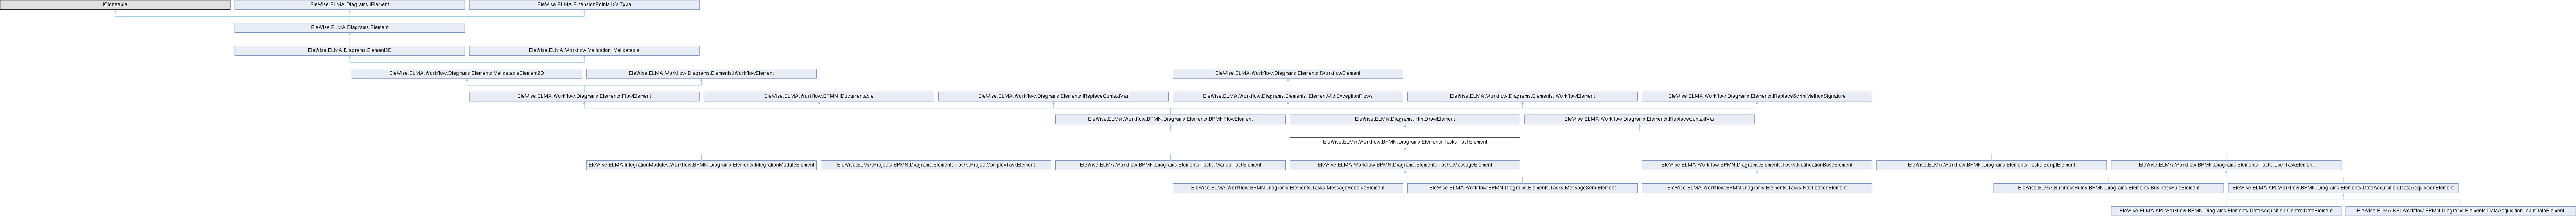 ICloneable
EleWise.ELMA.Diagrams.IElement
EleWise.ELMA.ExtensionPoints.IXsiType
EleWise.ELMA.Diagrams.Element
EleWise.ELMA.Diagrams.Element2D
EleWise.ELMA.Workflow.Validation.IValidatable
EleWise.ELMA.Workflow.Diagrams.Elements.ValidatableElement2D
EleWise.ELMA.Workflow.Diagrams.Elements.IWorkflowElement
EleWise.ELMA.Workflow.Diagrams.Elements.IWorkflowElement
EleWise.ELMA.Workflow.Diagrams.Elements.FlowElement
EleWise.ELMA.Workflow.BPMN.IDocumentable
EleWise.ELMA.Workflow.Diagrams.Elements.IReplaceContextVar
EleWise.ELMA.Workflow.Diagrams.Elements.IElementWithExceptionFlows
EleWise.ELMA.Workflow.Diagrams.Elements.IWorkflowElement
EleWise.ELMA.Workflow.Diagrams.Elements.IReplaceScriptMethodSignature
EleWise.ELMA.Workflow.BPMN.Diagrams.Elements.BPMNFlowElement
EleWise.ELMA.Diagrams.IHintDrawElement
EleWise.ELMA.Workflow.Diagrams.Elements.IReplaceContextVar
EleWise.ELMA.Workflow.BPMN.Diagrams.Elements.Tasks.TaskElement
EleWise.ELMA.IntegrationModules.Workflow.BPMN.Diagrams.Elements.IntegrationModuleElement
EleWise.ELMA.Projects.BPMN.Diagrams.Elements.Tasks.ProjectComplexTaskElement
EleWise.ELMA.Workflow.BPMN.Diagrams.Elements.Tasks.ManualTaskElement
EleWise.ELMA.Workflow.BPMN.Diagrams.Elements.Tasks.MessageElement
EleWise.ELMA.Workflow.BPMN.Diagrams.Elements.Tasks.NotificationBaseElement
EleWise.ELMA.Workflow.BPMN.Diagrams.Elements.Tasks.ScriptElement
EleWise.ELMA.Workflow.BPMN.Diagrams.Elements.Tasks.UserTaskElement
EleWise.ELMA.Workflow.BPMN.Diagrams.Elements.Tasks.MessageReceiveElement
EleWise.ELMA.Workflow.BPMN.Diagrams.Elements.Tasks.MessageSendElement
EleWise.ELMA.Workflow.BPMN.Diagrams.Elements.Tasks.NotificationElement
EleWise.ELMA.BusinessRules.BPMN.Diagrams.Elements.BusinessRuleElement
EleWise.ELMA.KPI.Workflow.BPMN.Diagrams.Elements.DataAcquisition.DataAcquisitionElement
EleWise.ELMA.KPI.Workflow.BPMN.Diagrams.Elements.DataAcquisition.ControlDataElement
EleWise.ELMA.KPI.Workflow.BPMN.Diagrams.Elements.DataAcquisition.InputDataElement